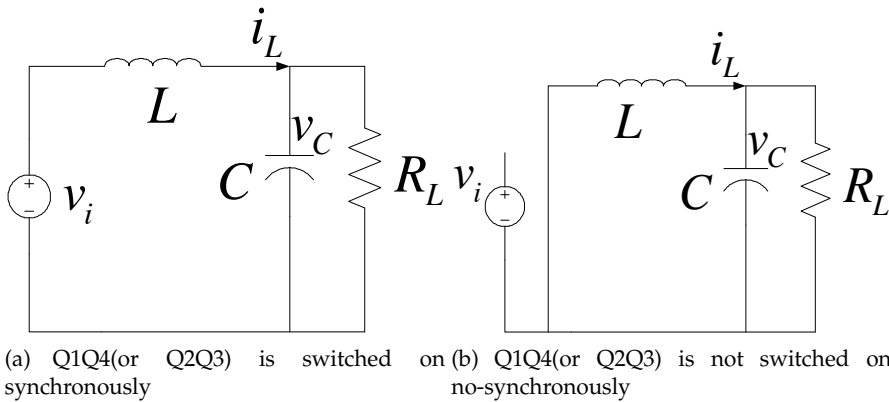 i_L
L
v_C
C
R_L
+
−
v_i
i_L
L
v_C
C
R_L
v_i
+
−
(a) Q1Q4(or Q2Q3) is switched on
synchronously
(b) Q1Q4(or Q2Q3) is not switched on
no-synchronously